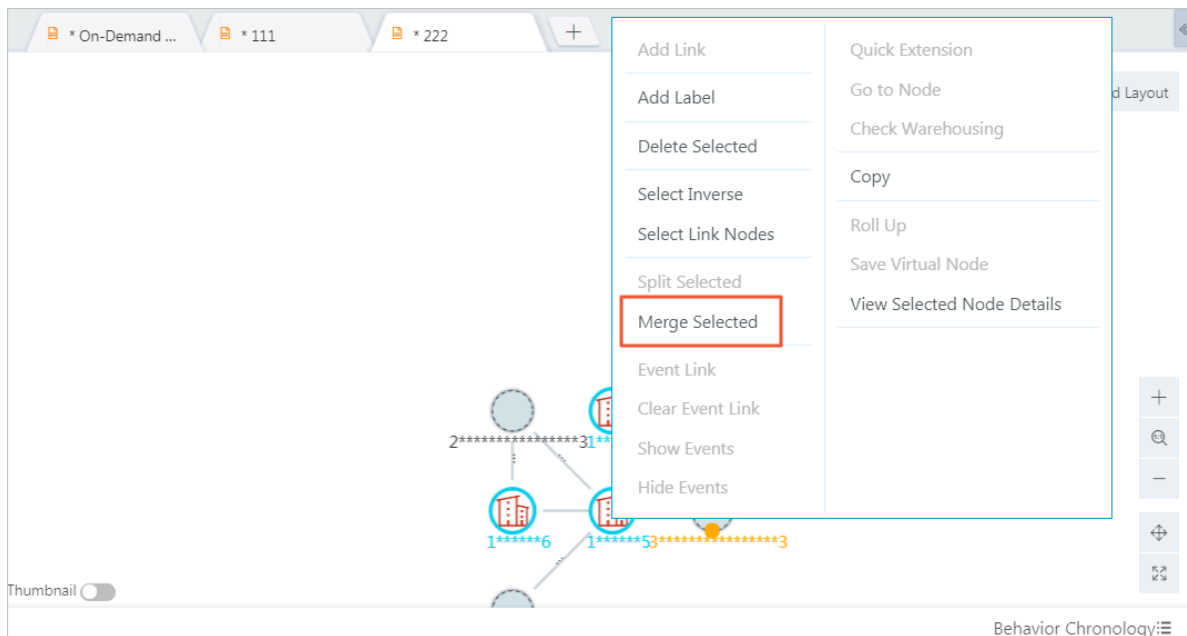 * On-Demand ...
* 111
* 222
Add Link
Add Label
Delete Selected
Select Inverse
Select Link Nodes
Split Selected
Merge Selected
Event Link
Clear Event Link
Show Events
Hide Events
Quick Extension
Go to Node
Check Warehousing
Copy
Roll Up
Save Virtual Node
View Selected Node Details
d Layout
2****************3
1**
1******6
1******5
3****************3
Thumbnail
Behavior Chronology